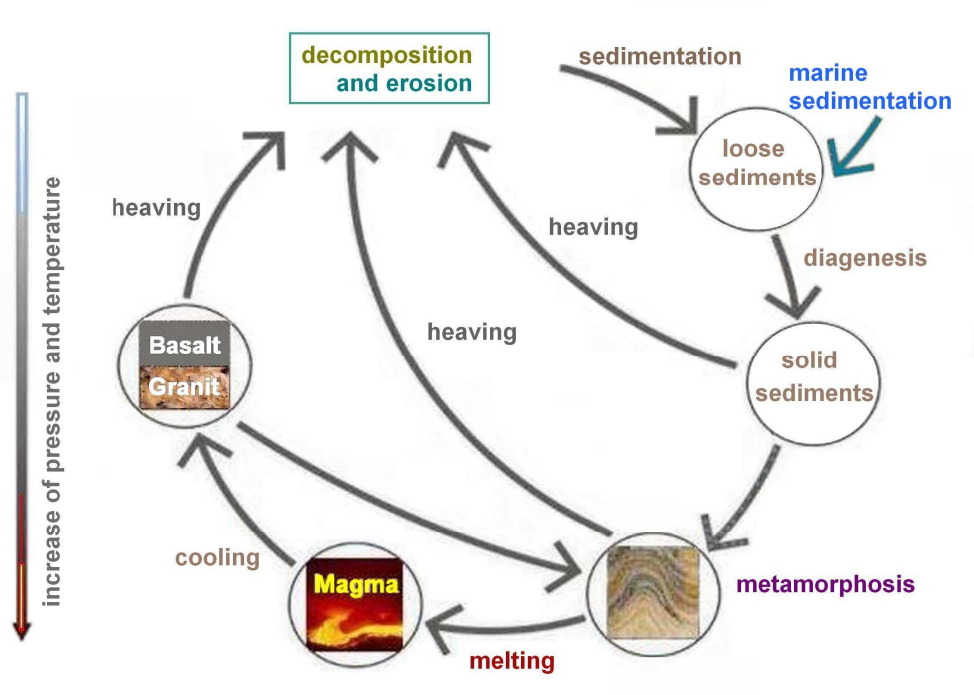 decomposition
and erosion
sedimentation
marine
sedimentation
loose
sediments
diagenesis
heaving
heaving
heaving
solid
sediments
Basalt
Granit
cooling
Magma
melting
metamorphosis
increase of pressure and temperature